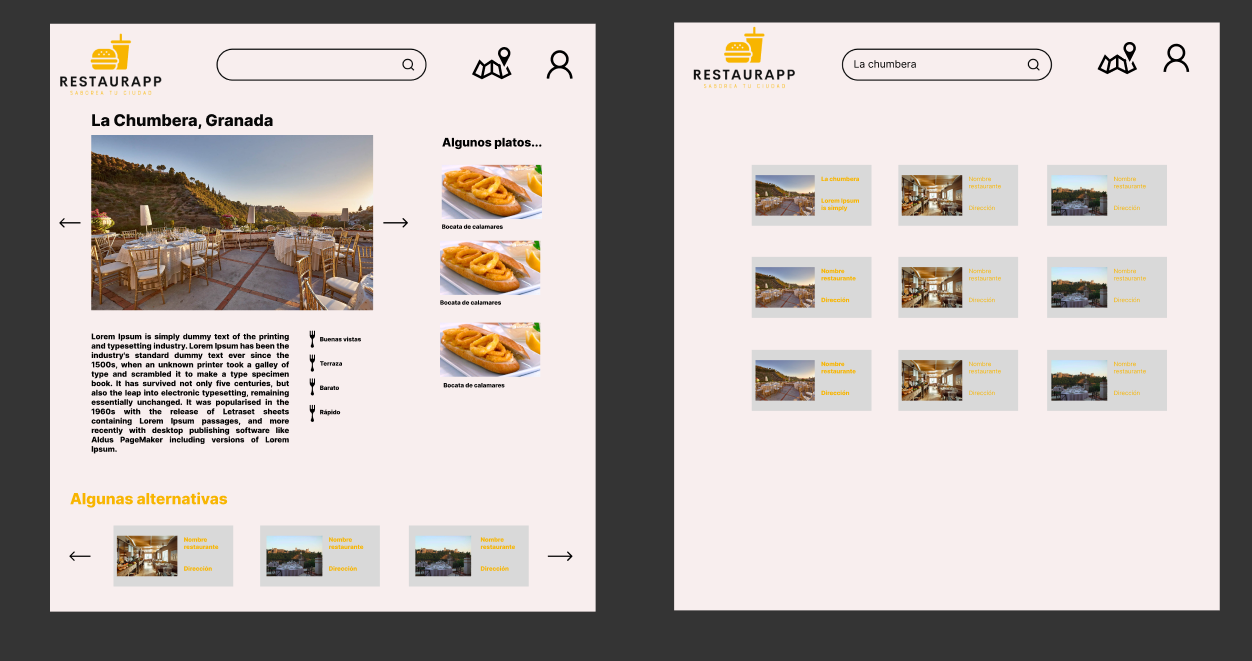 RESTAURAPP
SABOREA TU CIUDAD
La Chumbera, Granada
Algunos platos...
Bocata de calamares
Bocata de calamares
Bocata de calamares
Lorem Ipsum is simply dummy text of the printing
and typesetting industry. Lorem Ipsum has been the
industry's standard dummy text ever since the
1500s, when an unknown printer took a galley of
type and scrambled it to make a type specimen
book. It has survived not only five centuries, but
also the leap into electronic typesetting, remaining
essentially unchanged. It was popularised in the
1960s with the release of Letraset sheets
containing Lorem Ipsum passages, and more
recently with desktop publishing software like
Aldus PageMaker including versions of Lorem
Ipsum.
Buenas vistas
Terraza
Barato
Rápido
Algunas alternativas
Nombre
restaurante
Dirección
Nombre
restaurante
Dirección
Nombre
restaurante
Dirección
RESTAURAPP
SABOREA TU CIUDAD
La chumbera
La chumbera
Lorem Ipsum
is simply
Nombre
restaurante
Dirección
Nombre
restaurante
Dirección
Nombre
restaurante
Dirección
Nombre
restaurante
Dirección
Nombre
restaurante
Dirección
Nombre
restaurante
Dirección
Nombre
restaurante
Dirección
Nombre
restaurante
Dirección